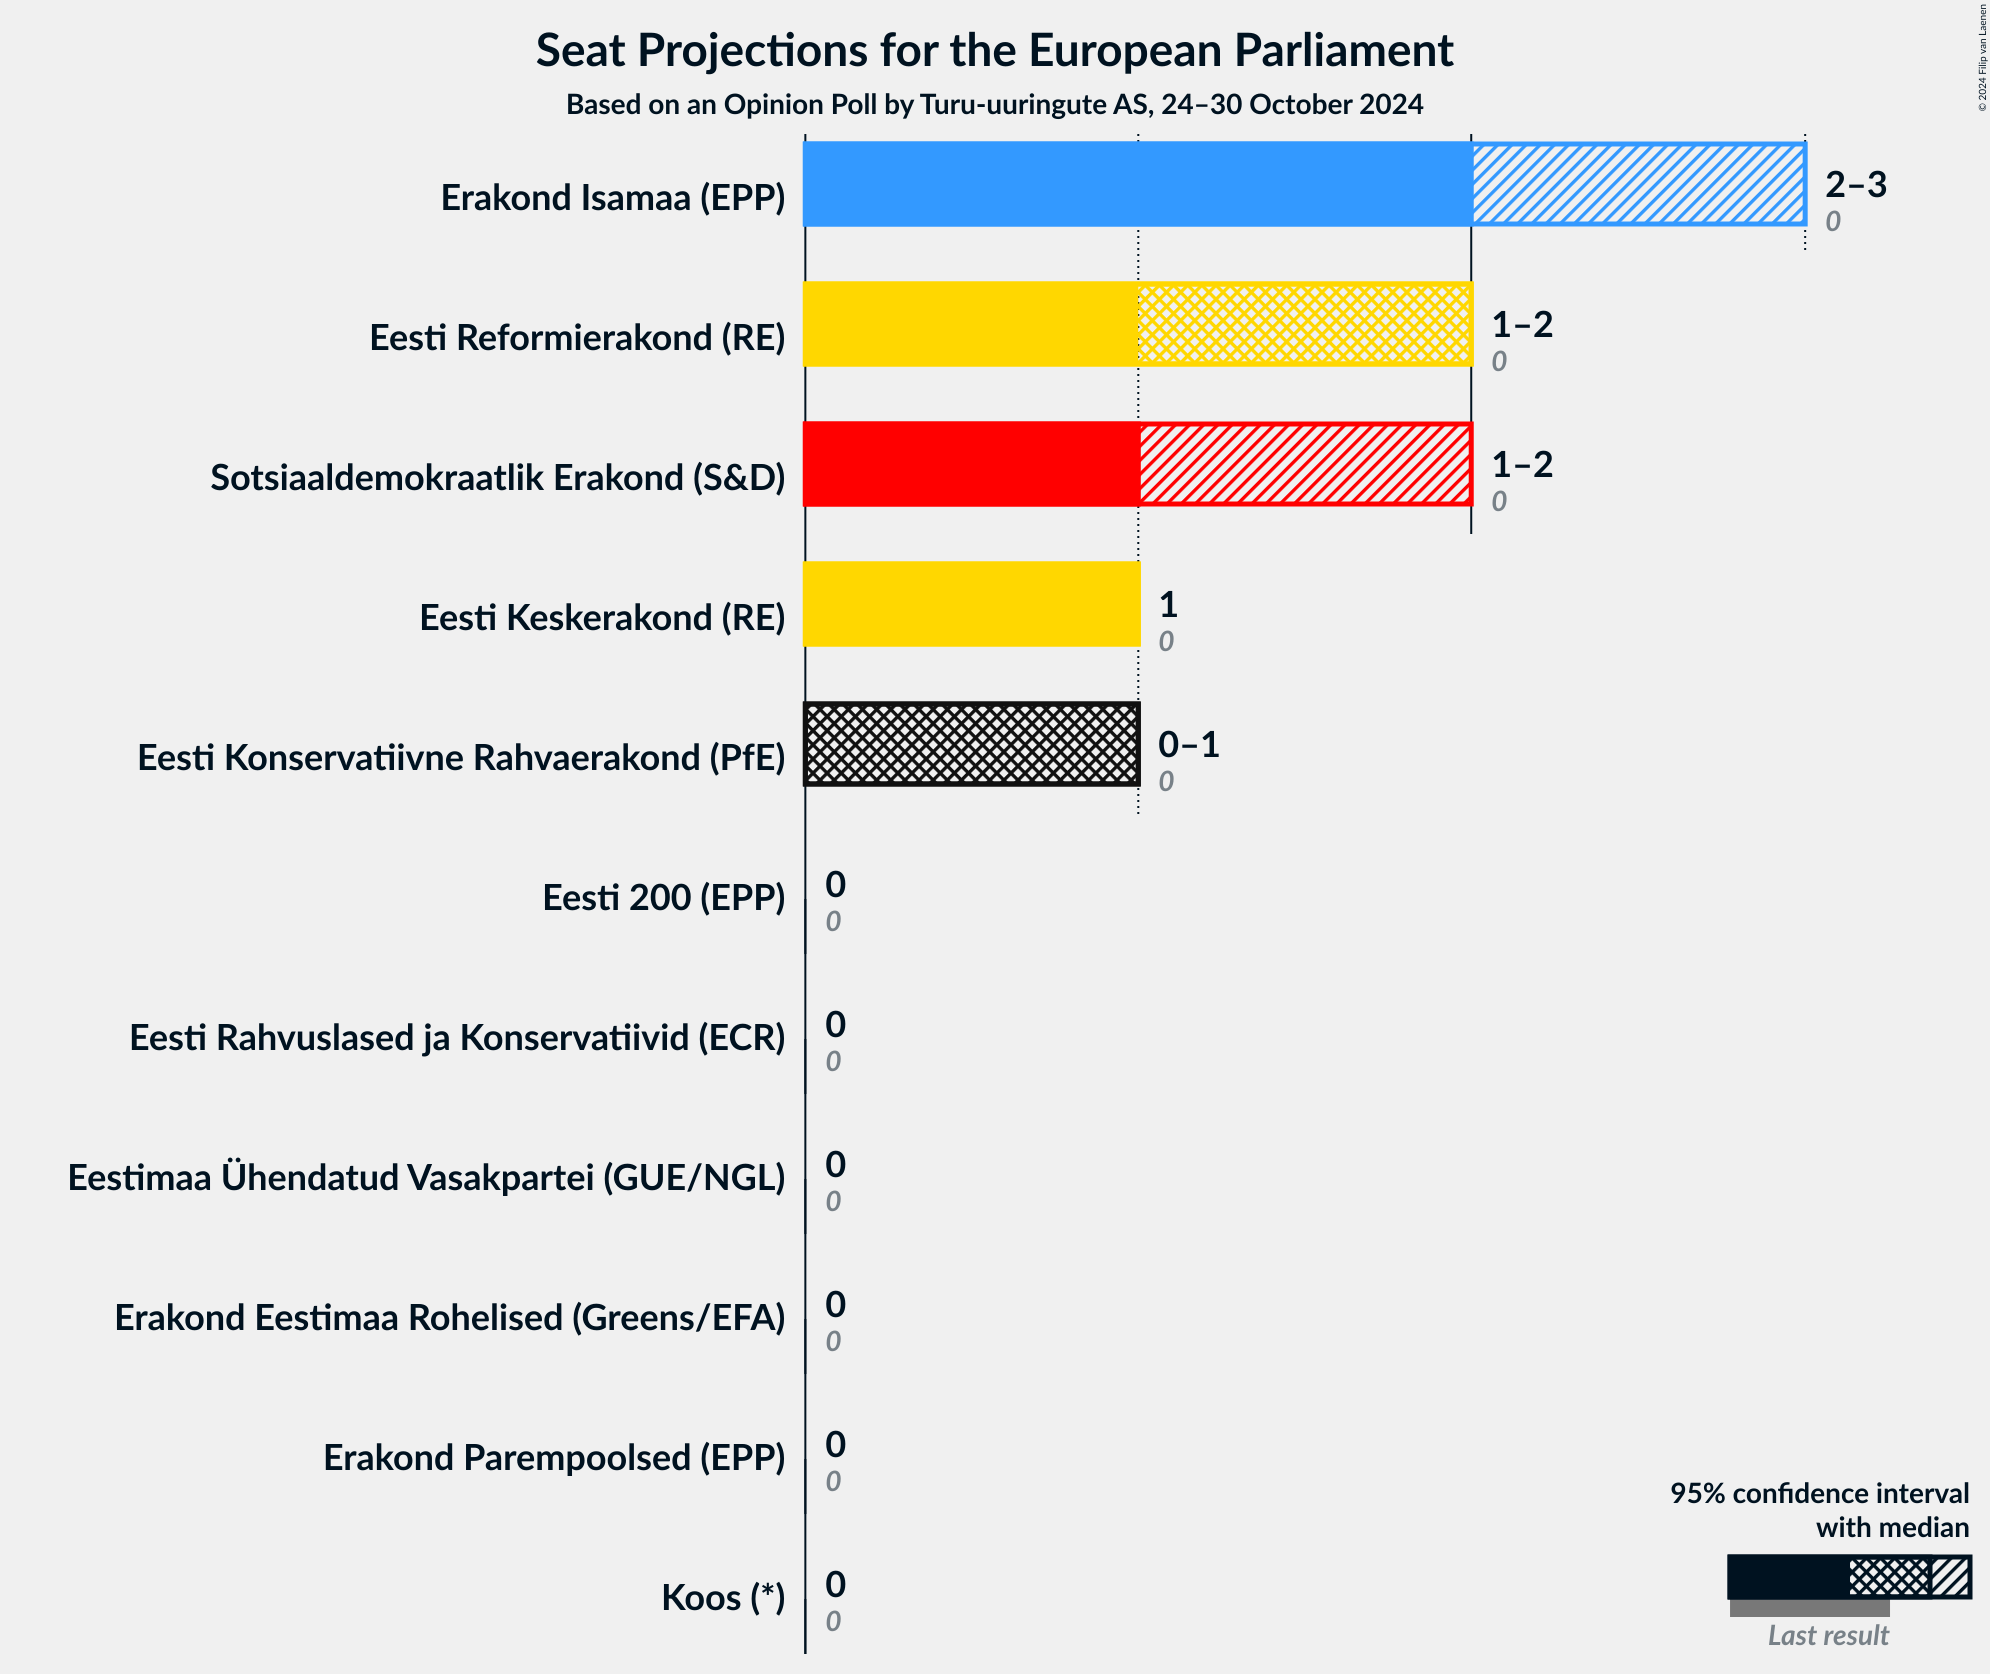 Seat Projections for the European Parliament
Based on an Opinion Poll by Turu-uuringute AS, 24–30 October 2024
© 2024 Filip van Laenen
Erakond Isamaa (EPP)
2–3
0
Eesti Reformierakond (RE)
1–2
0
Sotsiaaldemokraatlik Erakond (S&D)
1–2
0
Eesti Keskerakond (RE)
1
0
Eesti Konservatiivne Rahvaerakond (PfE)
0–1
0
Eesti 200 (EPP)
0
0
Eesti Rahvuslased ja Konservatiivid (ECR)
0
0
Eestimaa Ühendatud Vasakpartei (GUE/NGL)
0
0
Erakond Eestimaa Rohelised (Greens/EFA)
0
0
Erakond Parempoolsed (EPP)
0
0
Koos (*)
0
0
95% confidence interval
with median
Last result